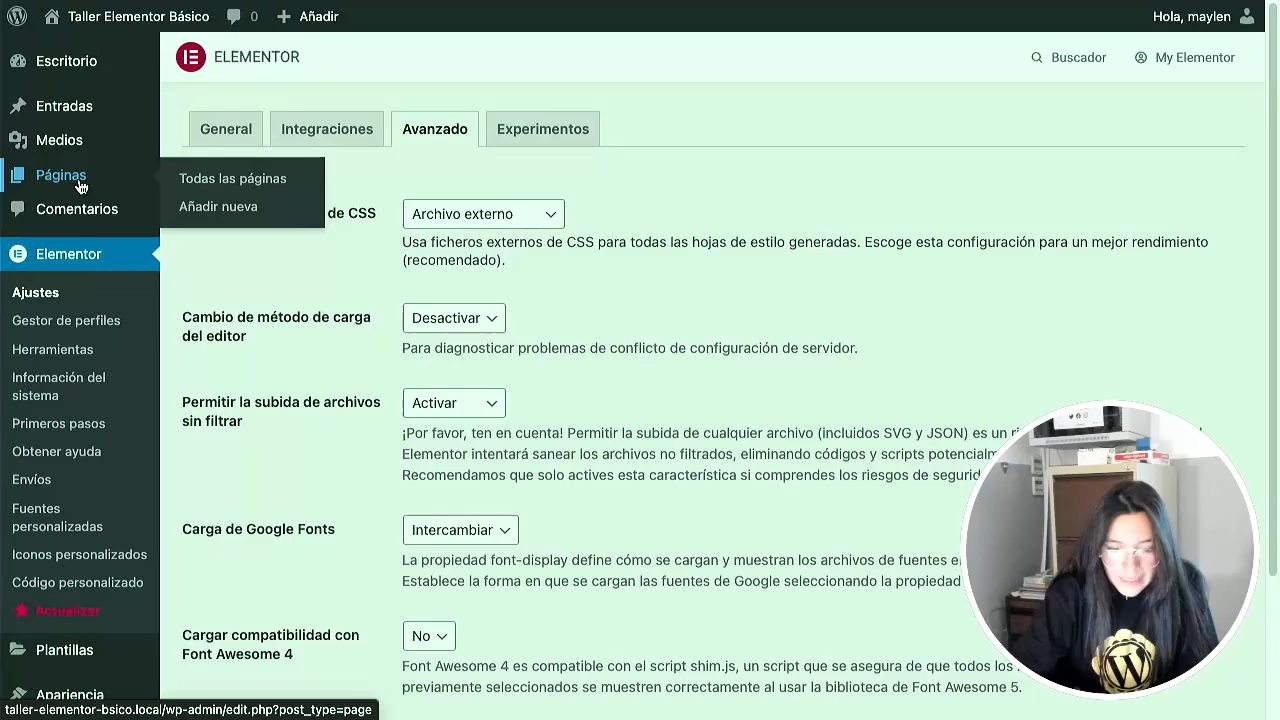 Taller Elementor Básico
0
Añadir
Hola, maylen
Escritorio
Entradas
Medios
Páginas
Comentarios
Elementor
Ajustes
Gestor de perfiles
Herramientas
Información del
sistema
Primeros pasos
Obtener ayuda
Envíos
Fuentes
personalizadas
Iconos personalizados
Código personalizado
Actualizar
Plantillas
Apariencia
taller-elementor-bsico.local/wp-admin/edit.php?post_type=page
Todas las páginas
Añadir nueva
ELEMENTOR
Buscador
My Elementor
General
Integraciones
Avanzado
Experimentos
de CSS
Archivo externo
Usa ficheros externos de CSS para todas las hojas de estilo generadas. Escoge esta configuración para un mejor rendimiento
(recomendado).
Cambio de método de carga
del editor
Desactivar
Para diagnosticar problemas de conflicto de configuración de servidor.
Permitir la subida de archivos
sin filtrar
Activar
¡Por favor, ten en cuenta! Permitir la subida de cualquier archivo (incluidos SVG y JSON) es un
Elementor intentará sanear los archivos no filtrados, eliminando códigos y scripts
Recomendamos que solo actives esta característica si comprendes los riesgos de
Carga de Google Fonts
Intercambiar
La propiedad font-display define cómo se cargan y muestran los archivos de fuentes
Establece la forma en que se cargan las fuentes de Google seleccionando la propiedad
Cargar compatibilidad con
Font Awesome 4
No
Font Awesome 4 es compatible con el script shim.js, un script que se asegura de que todos los
previamente seleccionados se muestren correctamente al usar la biblioteca de Font Awesome 5.